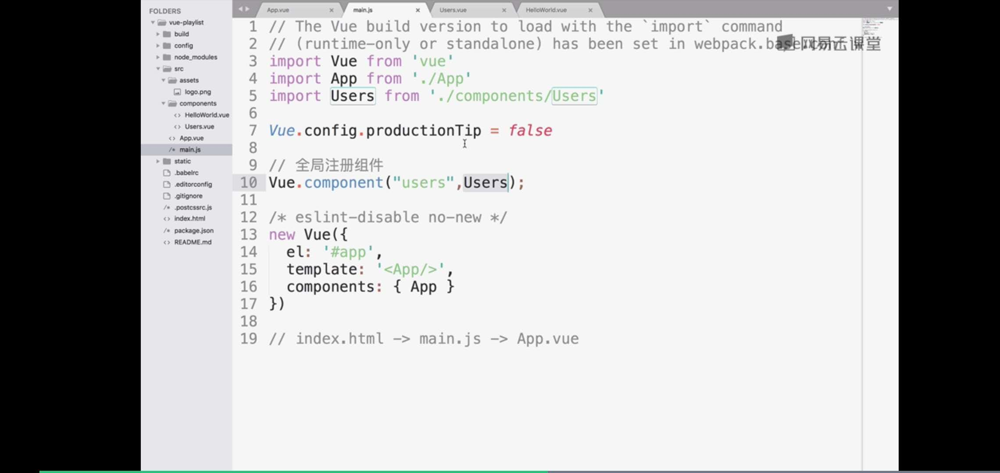 FOLDERS
vue-playlist
build
config
node_modules
src
assets
logo.png
components
HelloWorld.vue
Users.vue
App.vue
main.js
static
.babelrc
.editorconfig
.gitignore
.postcssrc.js
index.html
package.json
README.md
App.vue main.js Users.vue HelloWorld.vue
1 // The Vue build version to load with the `import` command
2 // (runtime-only or standalone) has been set in webpack.base.
网易云课堂
3 import Vue from 'vue'
4 import App from './App'
5 import Users from './components/Users'
6
7 Vue.config.productionTip = false
8
9 // 全局注册组件
10 Vue.component("users",Users);
11
12 /* eslint-disable no-new */
13 new Vue({
14 el: '#app',
15 template: '<App/>',
16 components: { App }
17 })
18
19 // index.html -> main.js -> App.vue